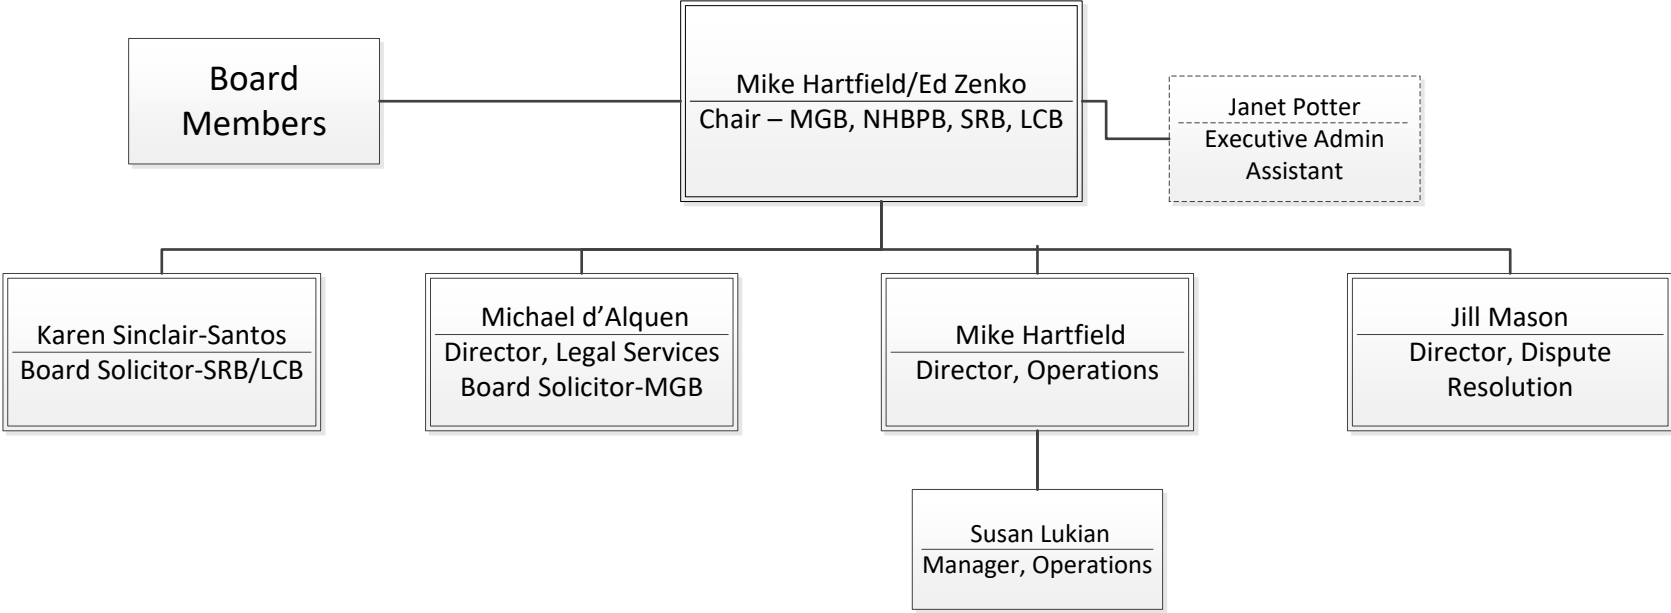 Board
Members
Mike Hartfield/Ed Zenko
Chair – MGB, NHBPB, SRB, LCB
Janet Potter
Executive Admin
Assistant
Karen Sinclair-Santos
Board Solicitor-SRB/LCB
Michael d’Alquen
Director, Legal Services
Board Solicitor-MGB
Mike Hartfield
Director, Operations
Jill Mason
Director, Dispute
Resolution
Susan Lukian
Manager, Operations